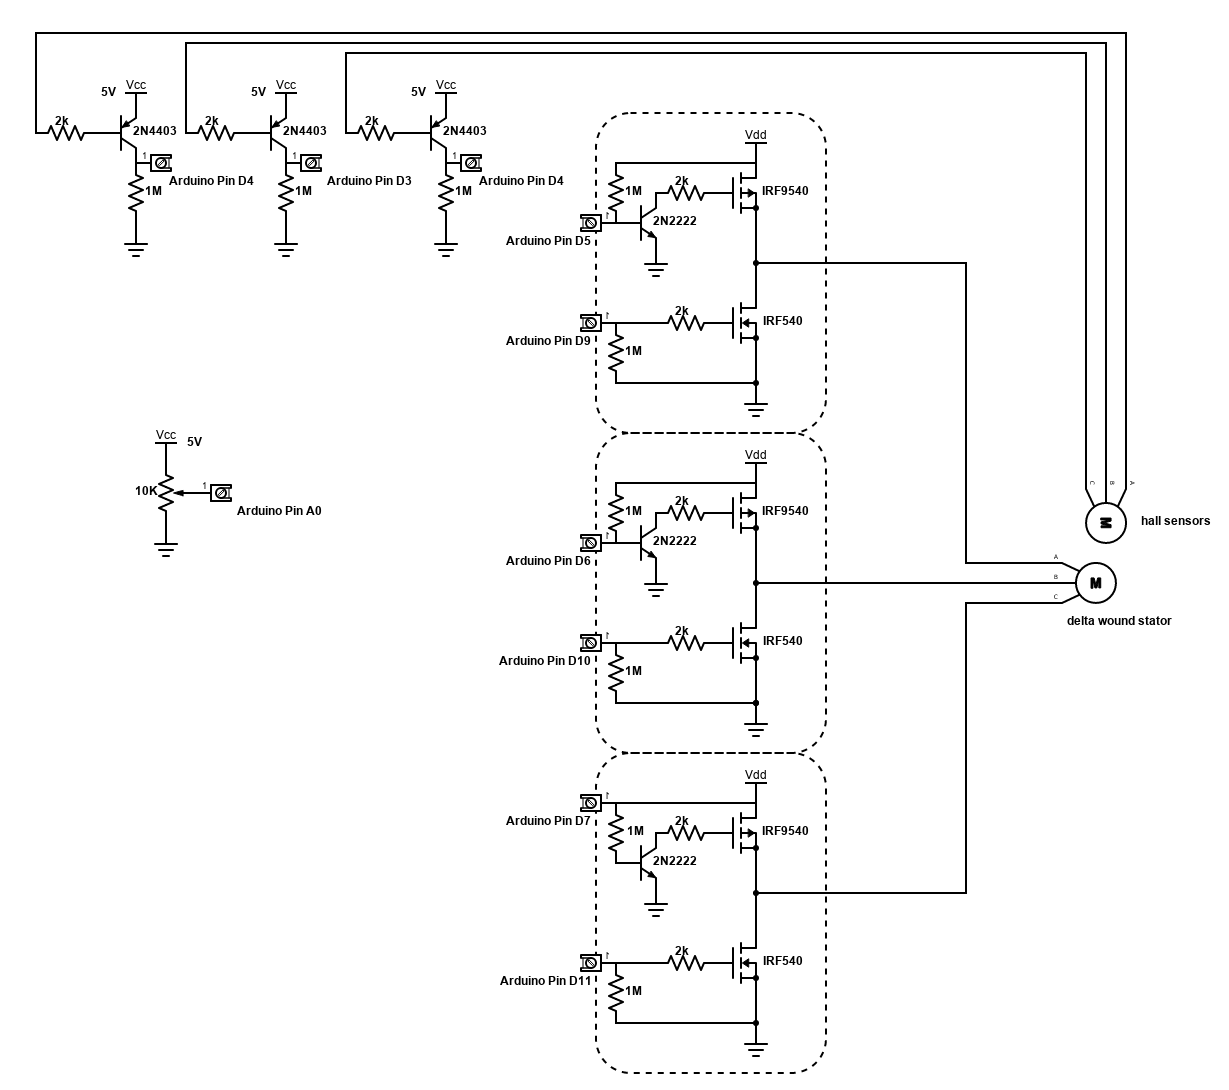 5V Vcc 5V Vcc 5V Vcc
2k 2N4403 2k 2N4403 2k 2N4403
1 1 1
Arduino Pin D4 Arduino Pin D3 Arduino Pin D4
1M 1M 1M
Vcc 5V
10K 1
Arduino Pin A0
Vdd
1M 2k IRF9540
1 2N2222
Arduino Pin D5
1 2k IRF540
Arduino Pin D9 1M
Vdd
1M 2k IRF9540
1 2N2222
Arduino Pin D6
1 2k IRF540
Arduino Pin D10 1M
Vdd
1
Arduino Pin D7 1M 2k IRF9540
2N2222
1 2k IRF540
Arduino Pin D11 1M
C B A
M hall sensors
A
B M
C
delta wound stator